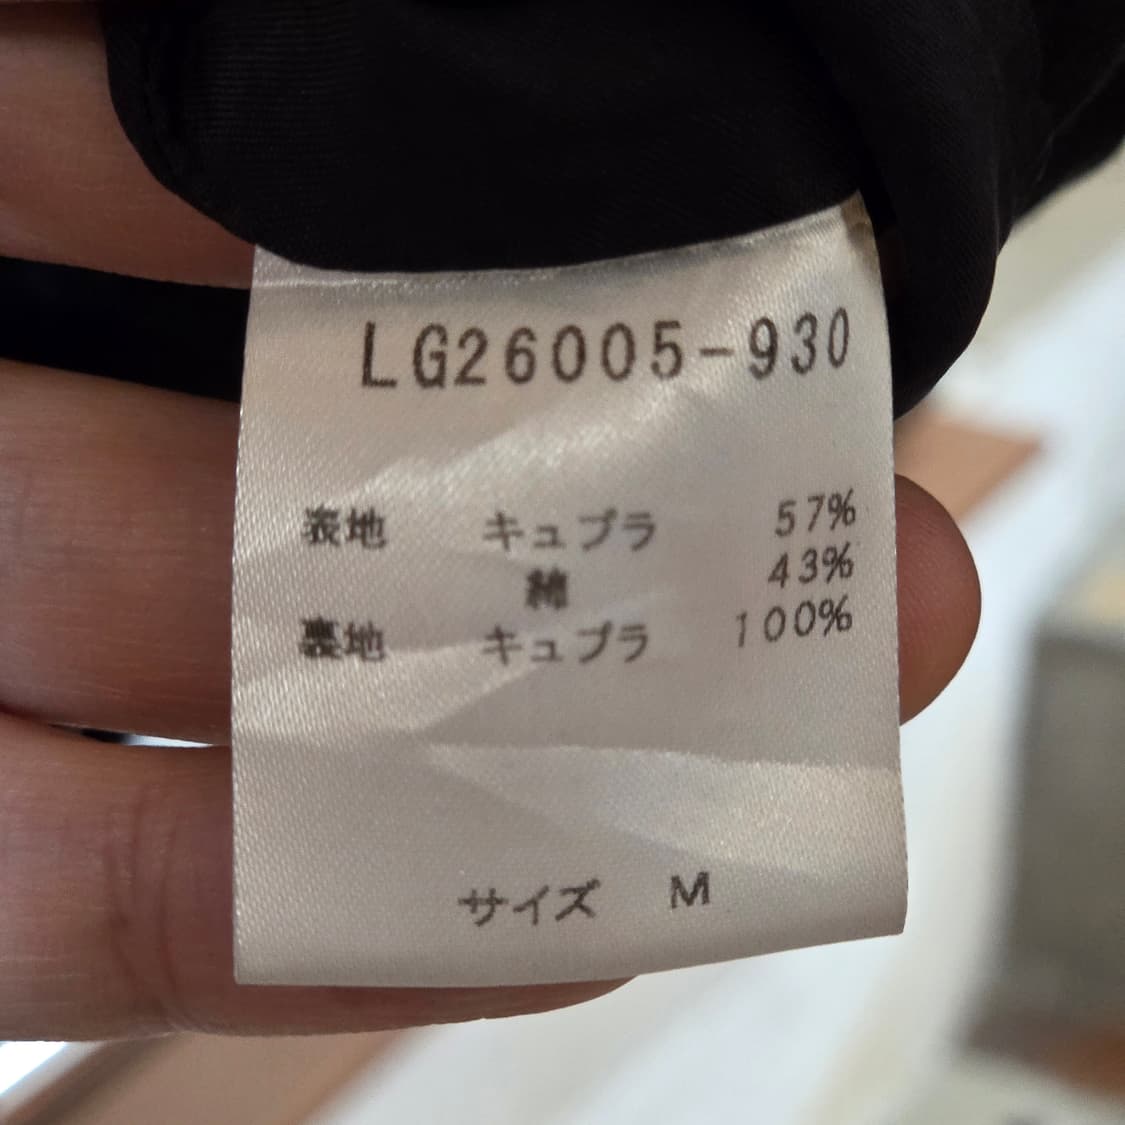 LG26005-930
表地 キュプラ 57%
綿 43%
裏地 キュプラ 100%
サイズ M